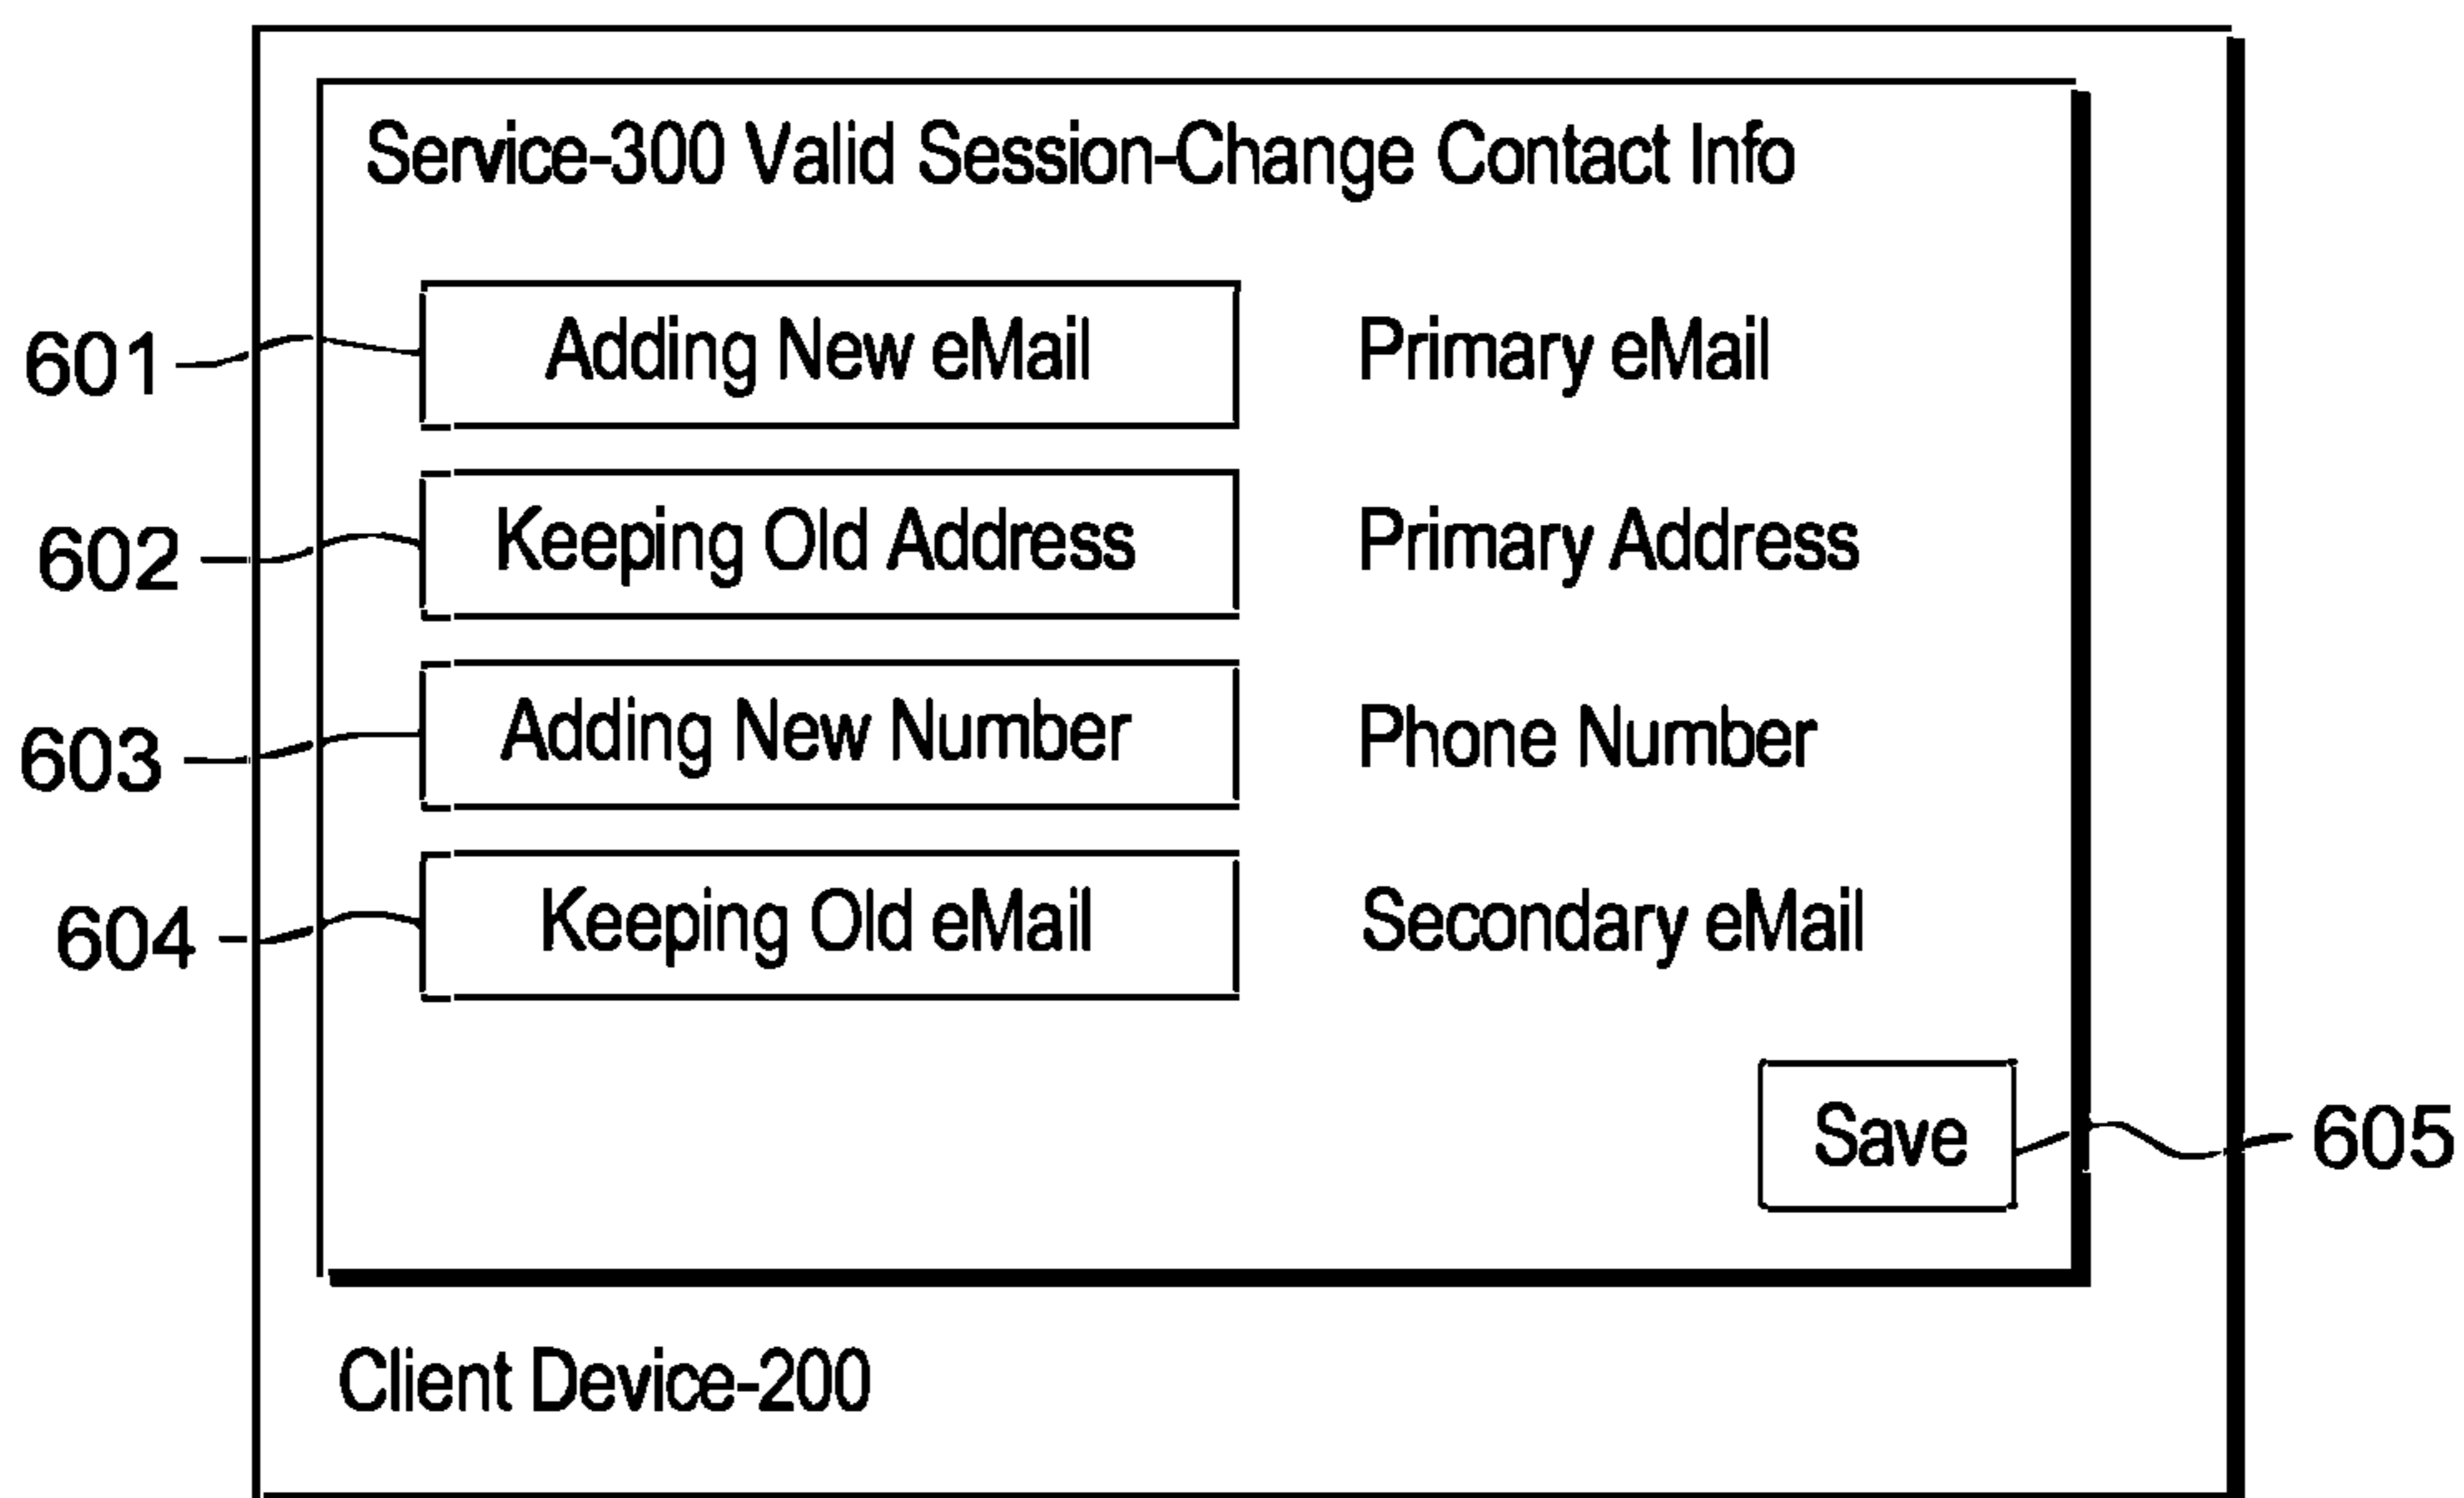 Service-300 Valid Session-Change Contact Info
601 Adding New eMail Primary eMail
602 Keeping Old Address Primary Address
603 Adding New Number Phone Number
604 Keeping Old eMail Secondary eMail
Save 605
Client Device-200